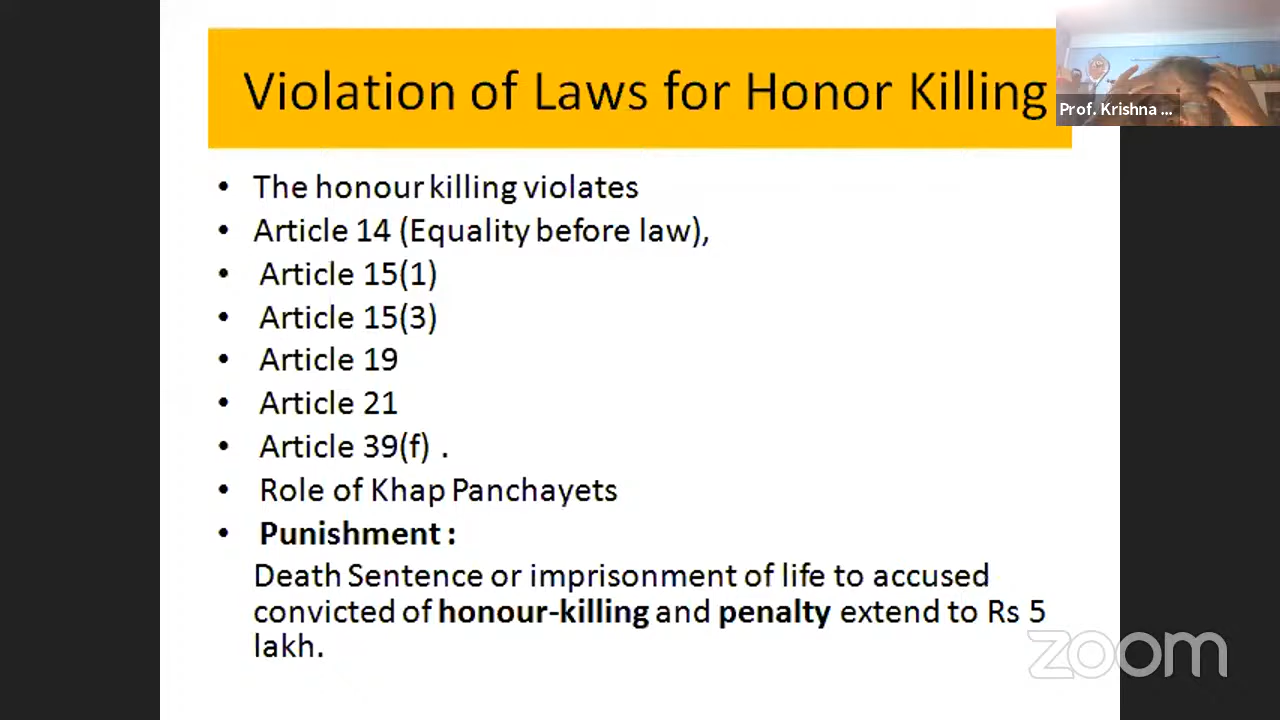 Violation of Laws for Honor Killing
Prof. Krishna ...
• The honour killing violates
• Article 14 (Equality before law),
• Article 15(1)
• Article 15(3)
• Article 19
• Article 21
• Article 39(f) .
• Role of Khap Panchayets
• Punishment :
Death Sentence or imprisonment of life to accused
convicted of honour-killing and penalty extend to Rs 5
lakh.
zoom